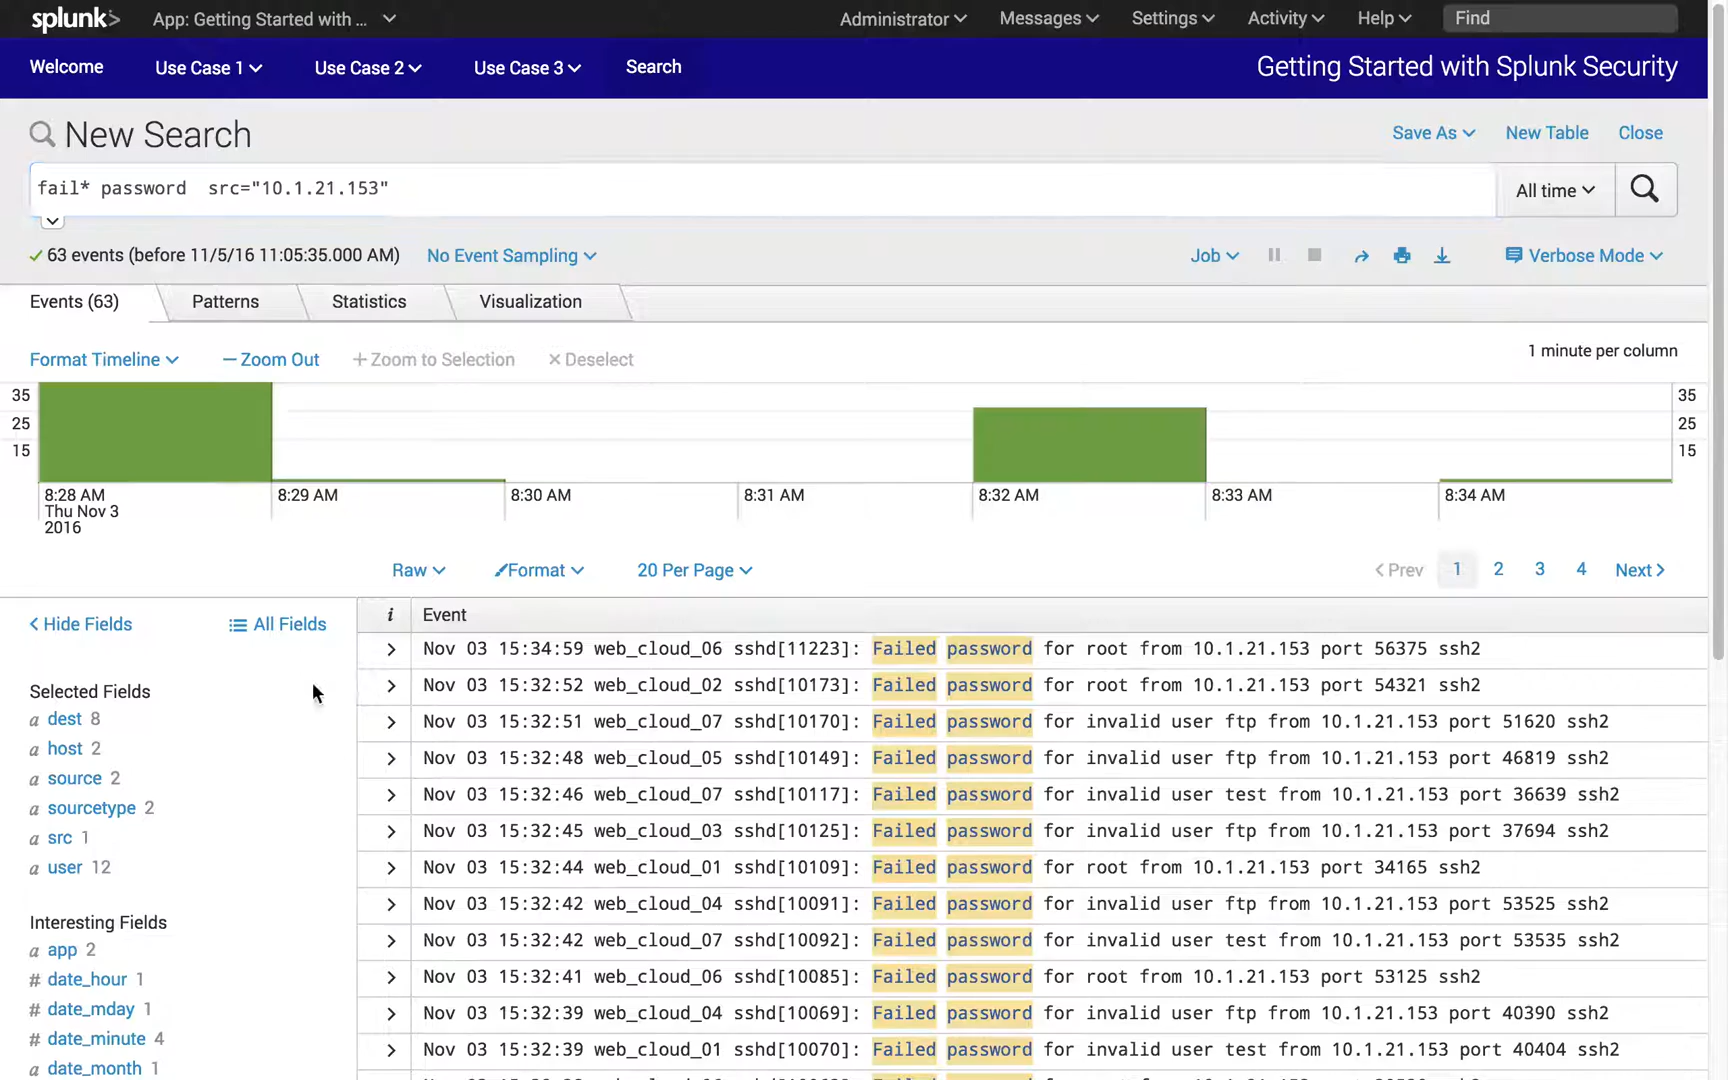 splunk> App: Getting Started with ... Administrator Messages Settings Activity Help Find
Welcome Use Case 1 Use Case 2 Use Case 3 Search Getting Started with Splunk Security
New Search Save As New Table Close
fail* password  src="10.1.21.153" All time
63 events (before 11/5/16 11:05:35.000 AM) No Event Sampling Job Verbose Mode
Events (63) Patterns Statistics Visualization
Format Timeline — Zoom Out + Zoom to Selection × Deselect 1 minute per column
35 35
25 25
15 15
8:28 AM 8:29 AM 8:30 AM 8:31 AM 8:32 AM 8:33 AM 8:34 AM
Thu Nov 3
2016
Raw Format 20 Per Page < Prev 1 2 3 4 Next >
< Hide Fields All Fields
i Event
Nov 03 15:34:59 web_cloud_06 sshd[11223]: Failed password for root from 10.1.21.153 port 56375 ssh2
Nov 03 15:32:52 web_cloud_02 sshd[10173]: Failed password for root from 10.1.21.153 port 54321 ssh2
Nov 03 15:32:51 web_cloud_07 sshd[10170]: Failed password for invalid user ftp from 10.1.21.153 port 51620 ssh2
Nov 03 15:32:48 web_cloud_05 sshd[10149]: Failed password for invalid user ftp from 10.1.21.153 port 46819 ssh2
Nov 03 15:32:46 web_cloud_07 sshd[10117]: Failed password for invalid user test from 10.1.21.153 port 36639 ssh2
Nov 03 15:32:45 web_cloud_03 sshd[10125]: Failed password for invalid user ftp from 10.1.21.153 port 37694 ssh2
Nov 03 15:32:44 web_cloud_01 sshd[10109]: Failed password for root from 10.1.21.153 port 34165 ssh2
Nov 03 15:32:42 web_cloud_04 sshd[10091]: Failed password for invalid user ftp from 10.1.21.153 port 53525 ssh2
Nov 03 15:32:42 web_cloud_07 sshd[10092]: Failed password for invalid user test from 10.1.21.153 port 53535 ssh2
Nov 03 15:32:41 web_cloud_06 sshd[10085]: Failed password for root from 10.1.21.153 port 53125 ssh2
Nov 03 15:32:39 web_cloud_04 sshd[10069]: Failed password for invalid user ftp from 10.1.21.153 port 40390 ssh2
Nov 03 15:32:39 web_cloud_01 sshd[10070]: Failed password for invalid user test from 10.1.21.153 port 40404 ssh2
Selected Fields
a dest 8
a host 2
a source 2
a sourcetype 2
a src 1
a user 12
Interesting Fields
a app 2
# date_hour 1
# date_mday 1
# date_minute 4
a date_month 1